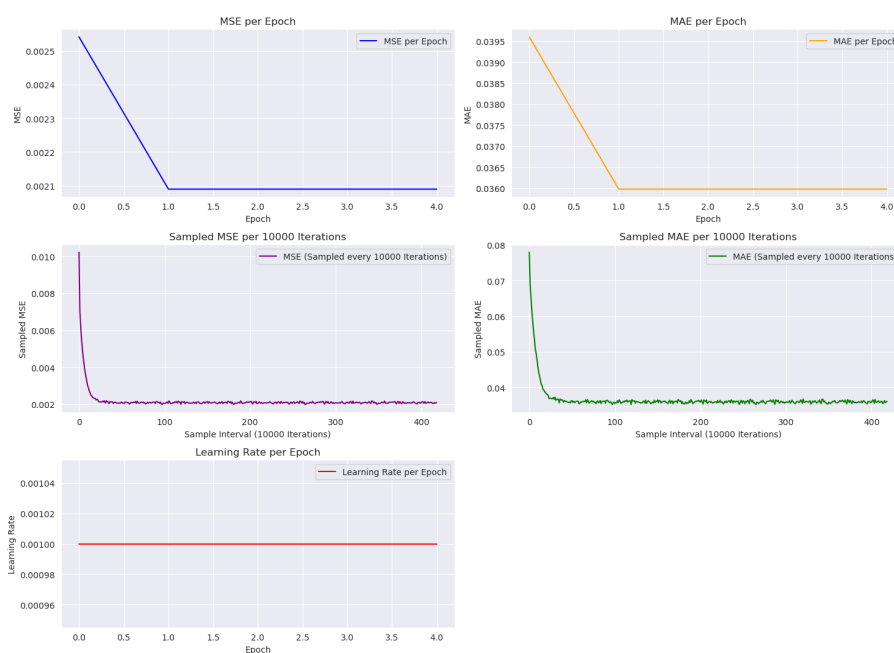 MSE per Epoch
MSE per Epoch
0.0025
0.0024
0.0023
0.0022
0.0021
MSE
0.0 0.5 1.0 1.5 2.0 2.5 3.0 3.5 4.0
Epoch
MAE per Epoch
MAE per Epoch
0.0395
0.0390
0.0385
0.0380
0.0375
0.0370
0.0365
0.0360
MAE
0.0 0.5 1.0 1.5 2.0 2.5 3.0 3.5 4.0
Epoch
Sampled MSE per 10000 Iterations
MSE (Sampled every 10000 Iterations)
0.010
0.008
0.006
0.004
0.002
Sampled MSE
0 100 200 300 400
Sample Interval (10000 Iterations)
Sampled MAE per 10000 Iterations
MAE (Sampled every 10000 Iterations
0.08
0.07
0.06
0.05
0.04
Sampled MAE
0 100 200 300 400
Sample Interval (10000 Iterations)
Learning Rate per Epoch
Learning Rate per Epoch
0.00104
0.00102
0.00100
0.00098
0.00096
Learning Rate
0.0 0.5 1.0 1.5 2.0 2.5 3.0 3.5 4.0
Epoch